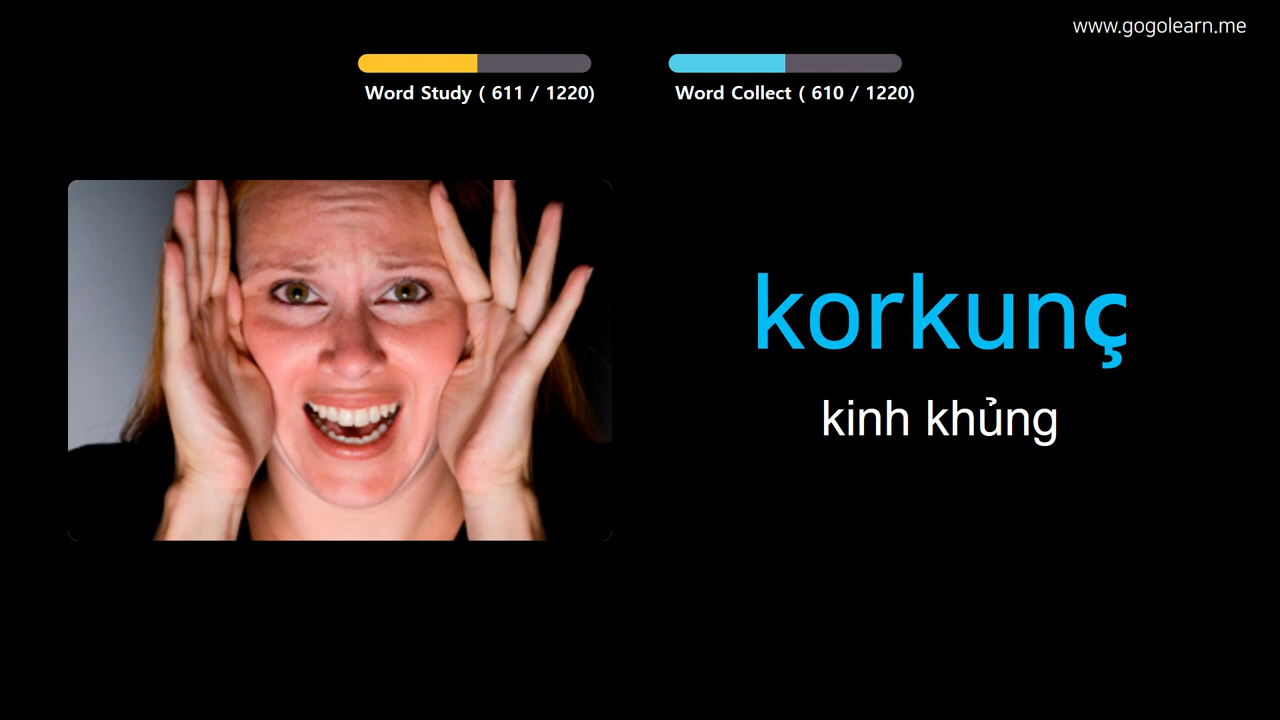 www.gogolearn.me
Word Study ( 611 / 1220)
Word Collect ( 610 / 1220)
korkunç
kinh khủng